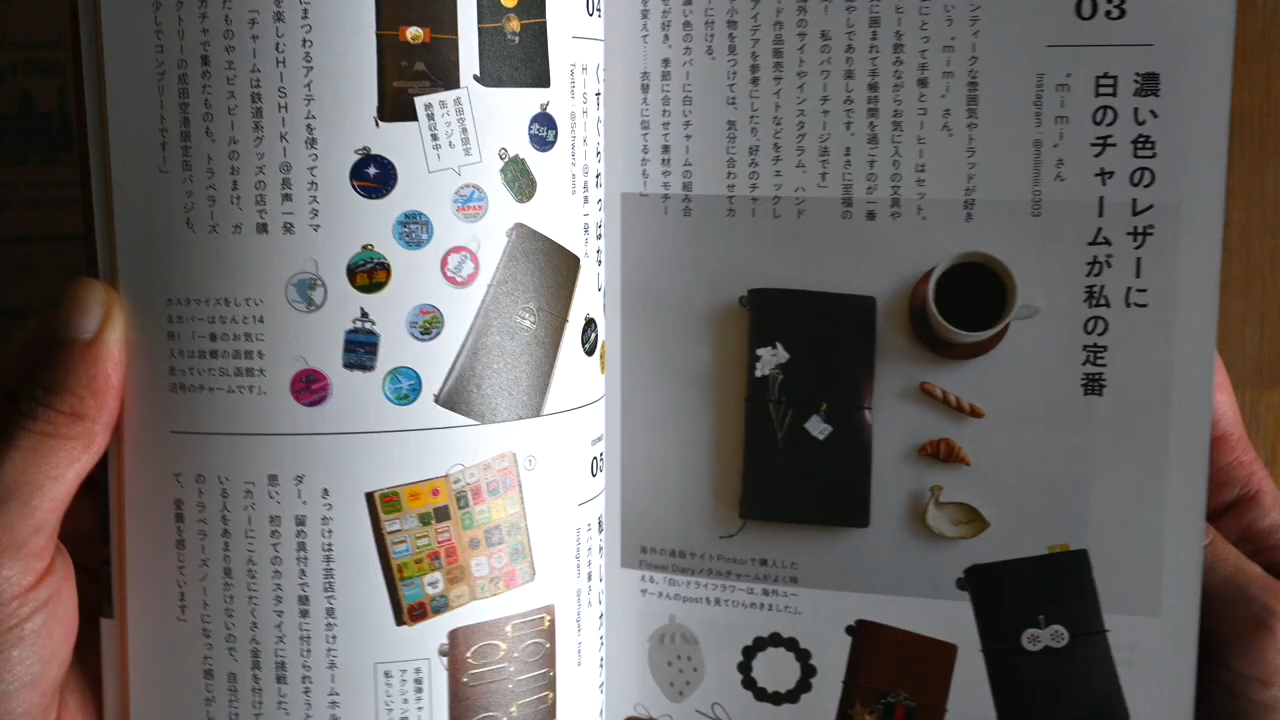 03
濃い色のレザーに
白のチャームが私の定番
"ｍｉｍｉ"さん
Instagram：@miimiii.0303
ンティークな雰囲気やトラッドが好き
いう"ｍｉｍｉ"さん。
にとって手帳とコーヒーはセット。
ヒーを飲みながらお気に入りの文具や
に囲まれて手帳時間を過ごすのが一番
やしであり楽しみです。まさに至福の
！私のパワーチャージ法です」
海外のサイトやインスタグラム、ハンド
ド作品販売サイトなどをチェックし
アイデアを参考にしたり、好みのチャ
や小物を見つけては、気分に合わせてカ
ーに付ける。
濃い色のカバーに白いチャームの組み合
せが好き。季節に合わせて素材やモチー
を変えて……衣替えに似てるかも！」
海外の通販サイトPinkoiで購入した
Flower Diaryメタルチャームがよく映
える。「白いドライフラワーは、海外ユー
ザーさんのpostを見てひらめきました」。
04
HISHIKI@長声一発さん
Twitter：@Schwarz_eins
にまつわるアイテムを使ってカスタマ
を楽しむHISHIKI@長声一発
「チャームは鉄道系グッズの店で購
たものやヱビスビールのおまけ、ガ
ガチャで集めたものも。トラベラーズ
クトリーの成田空港限定缶バッジも、
少しでコンプリートです！」
成田空港限定
缶バッジも
絶賛収集中！
北斗星
JAPAN
NRT
カスタマイズをしてい
るカバーはなんと14
冊！「一番のお気に
入りは故郷の函館を
走っていたSL函館大
沼号のチャームです」。
05
Instagram：@ehagaki_hana
①
きっかけは手芸店で見かけたネームホル
ダー。留め具付きで簡単に付けられそうと
思い、初めてのカスタマイズに挑戦した。
「カバーにこんなにたくさん金具を付けて
いる人をあまり見かけないので、自分だけ
のトラベラーズノートになった感じがし
て、愛着を感じています」